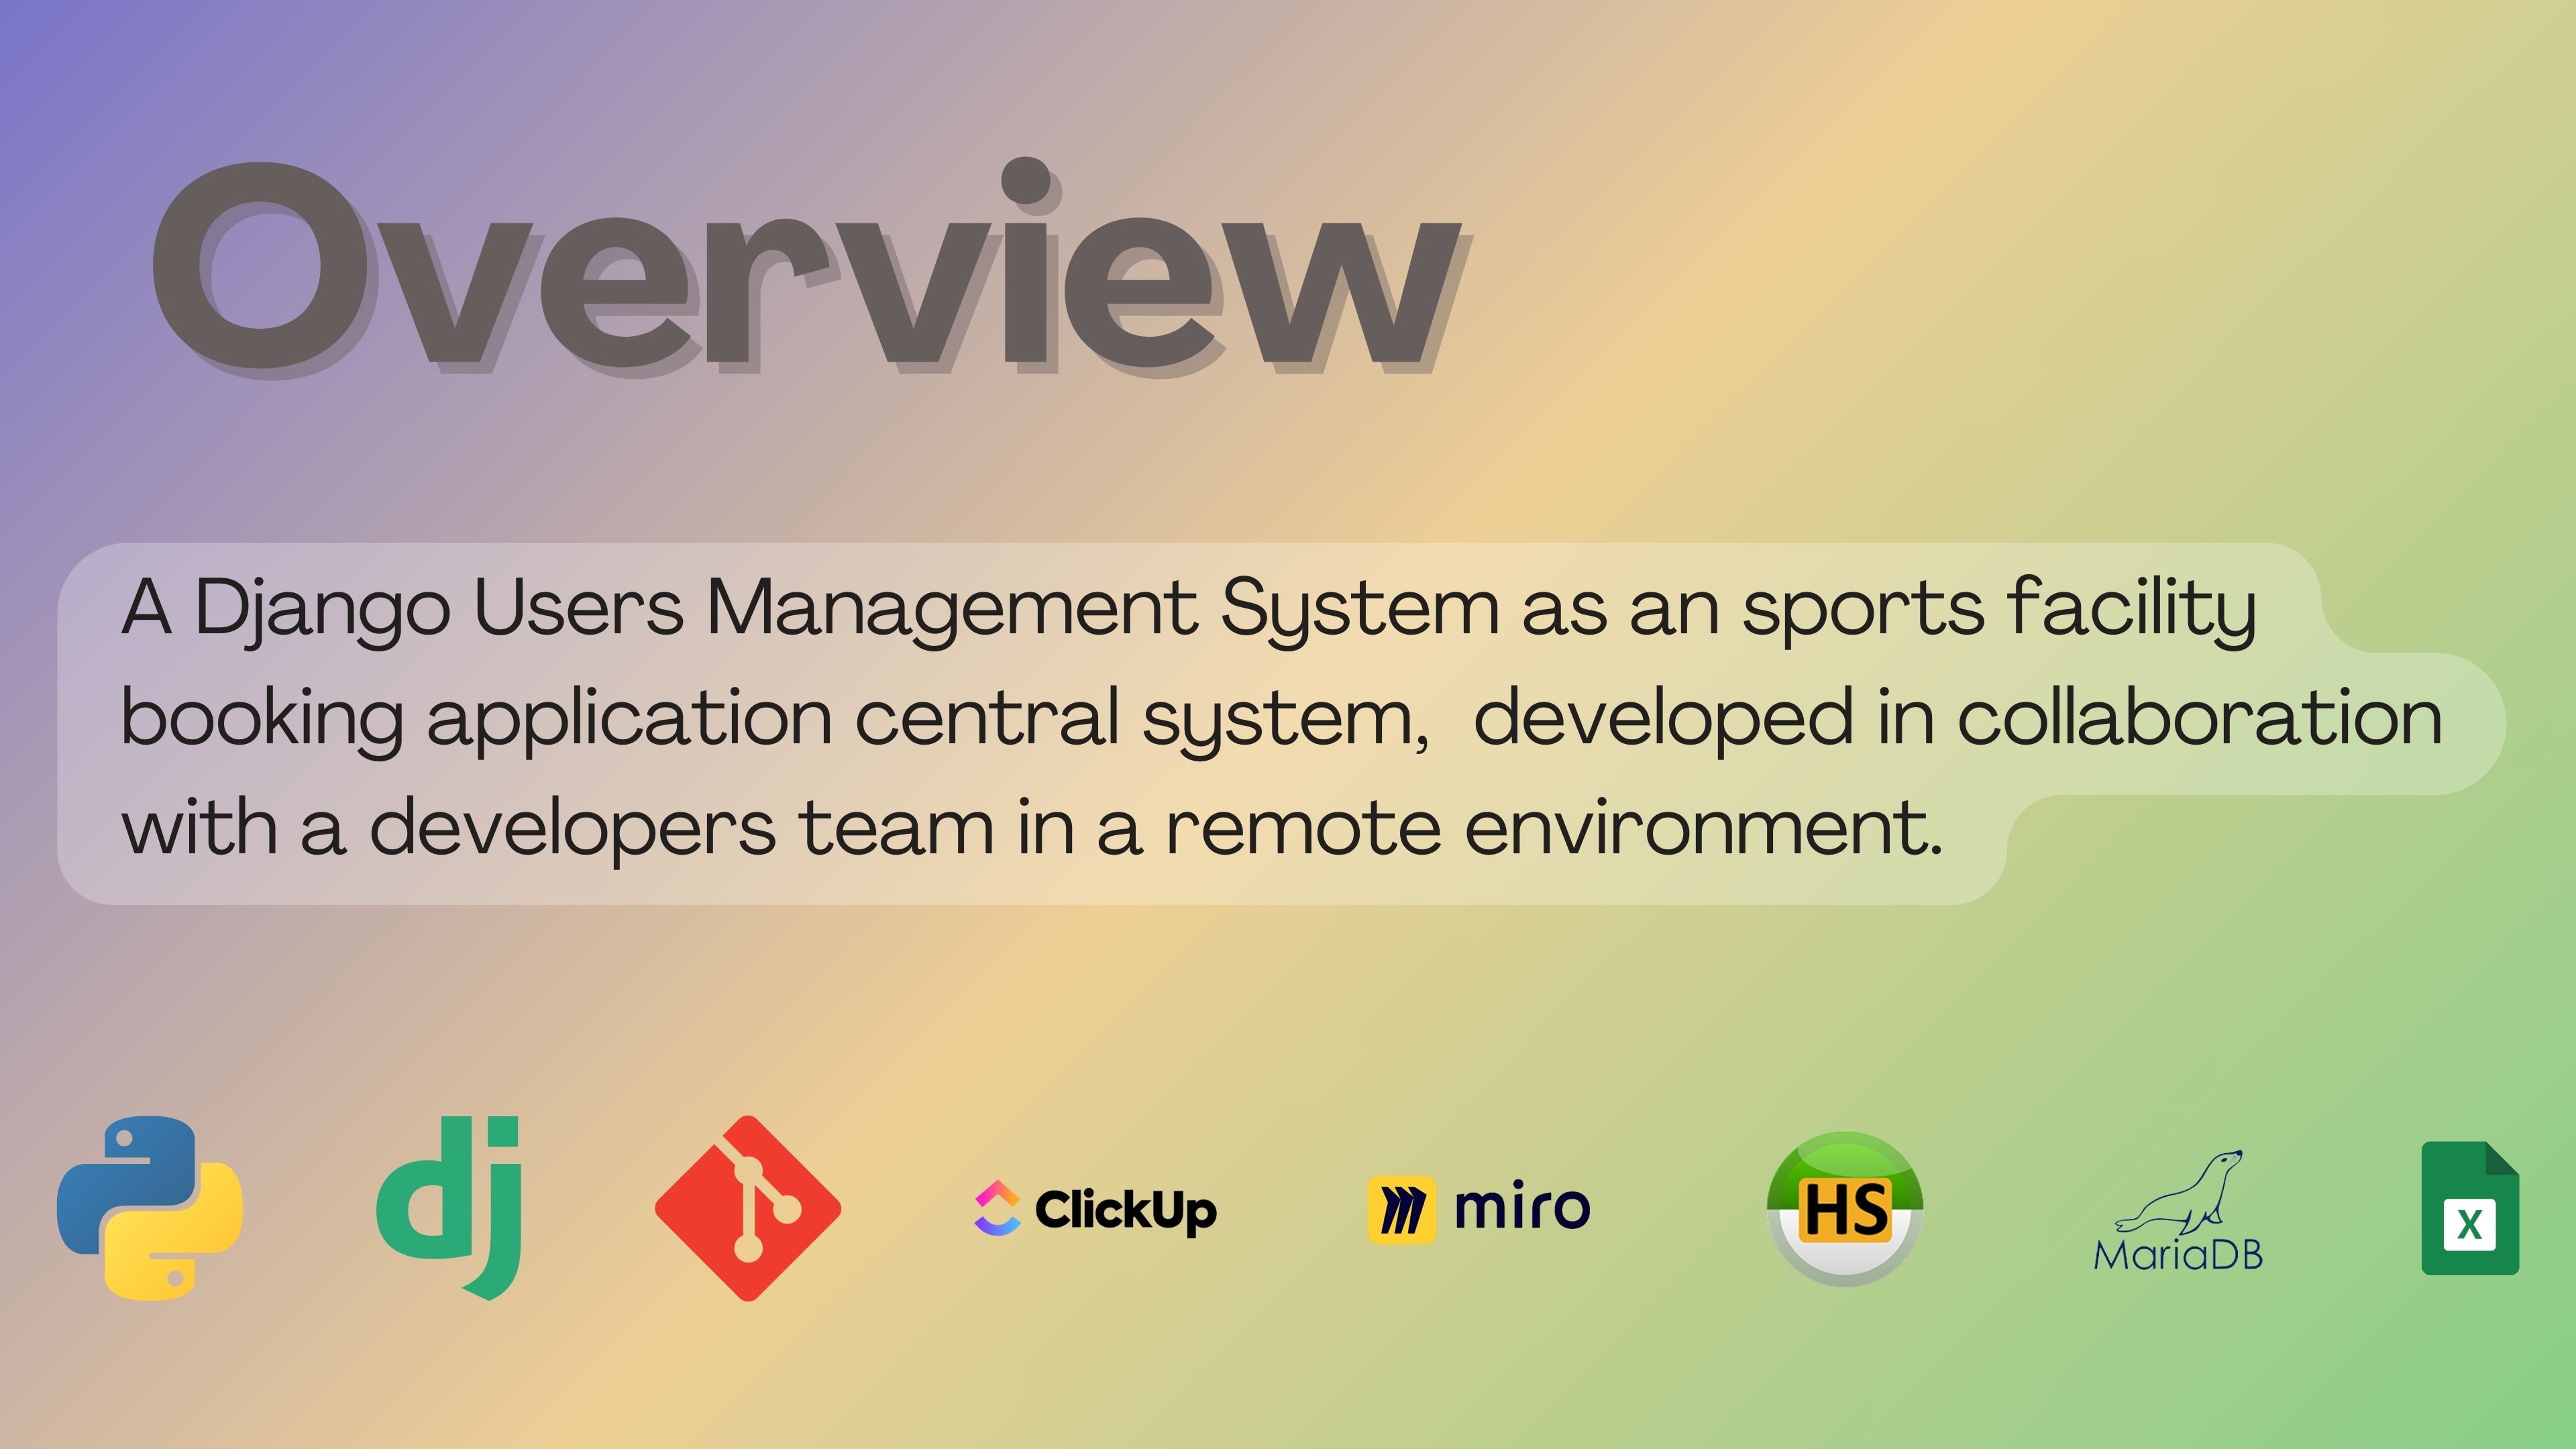 Overview
A Django Users Management System as an sports facility
booking application central system,  developed in collaboration
with a developers team in a remote environment.
dj
ClickUp
miro
HS
MariaDB
X